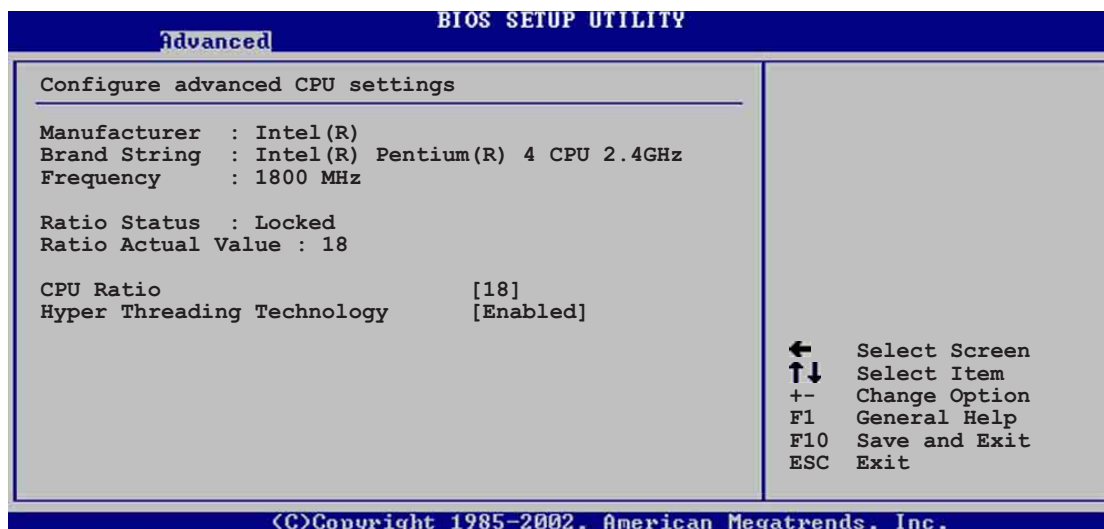 BIOS SETUP UTILITY
Advanced
Configure advanced CPU settings
Manufacturer : Intel(R)
Brand String : Intel(R) Pentium(R) 4 CPU 2.4GHz
Frequency : 1800 MHz
Ratio Status : Locked
Ratio Actual Value : 18
CPU Ratio [18]
Hyper Threading Technology [Enabled]
← Select Screen
↑↓ Select Item
+- Change Option
F1 General Help
F10 Save and Exit
ESC Exit
(C)Copyright 1985-2002, American Megatrends, Inc.